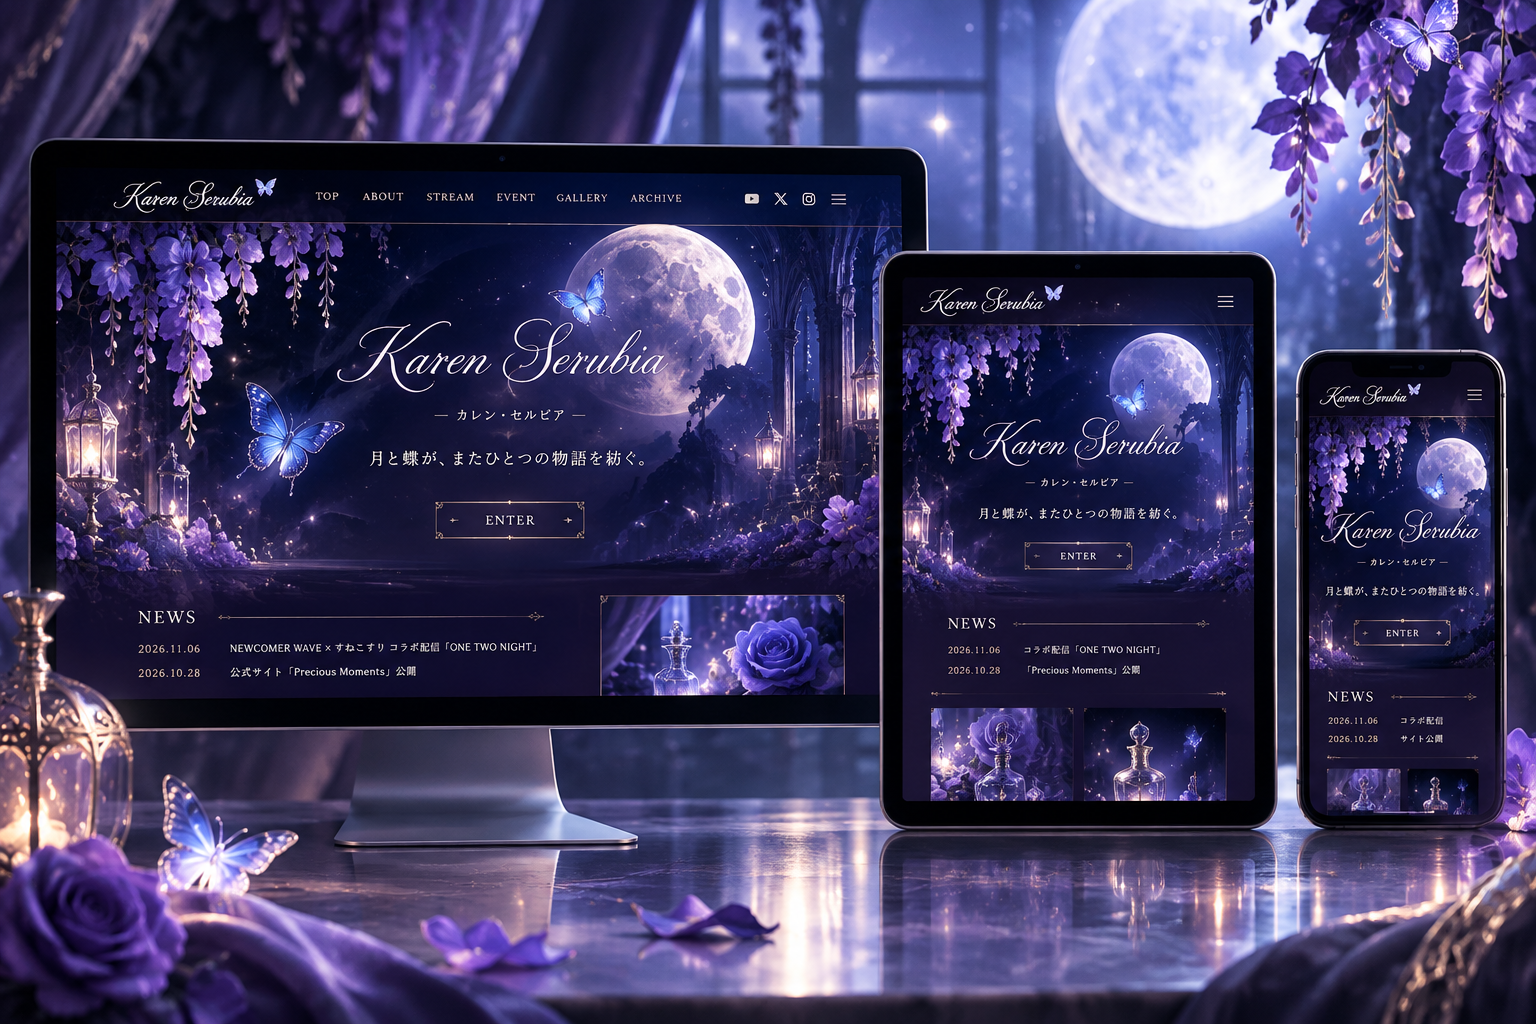 Karen Serubia
TOP ABOUT STREAM EVENT GALLERY ARCHIVE
Karen Serubia
— カレン・セルビア —
月と蝶が、またひとつの物語を紡ぐ。
ENTER
NEWS
2026.11.06 NEWCOMER WAVE × すねこすり コラボ配信「ONE TWO NIGHT」
2026.10.28 公式サイト「Precious Moments」公開
Karen Serubia
Karen Serubia
— カレン・セルビア —
月と蝶が、またひとつの物語を紡ぐ。
ENTER
NEWS
2026.11.06 コラボ配信「ONE TWO NIGHT」
2026.10.28 「Precious Moments」公開
Karen Serubia
Karen Serubia
— カレン・セルビア —
月と蝶が、またひとつの物語を紡ぐ。
ENTER
NEWS
2026.11.06 コラボ配信
2026.10.28 サイト公開